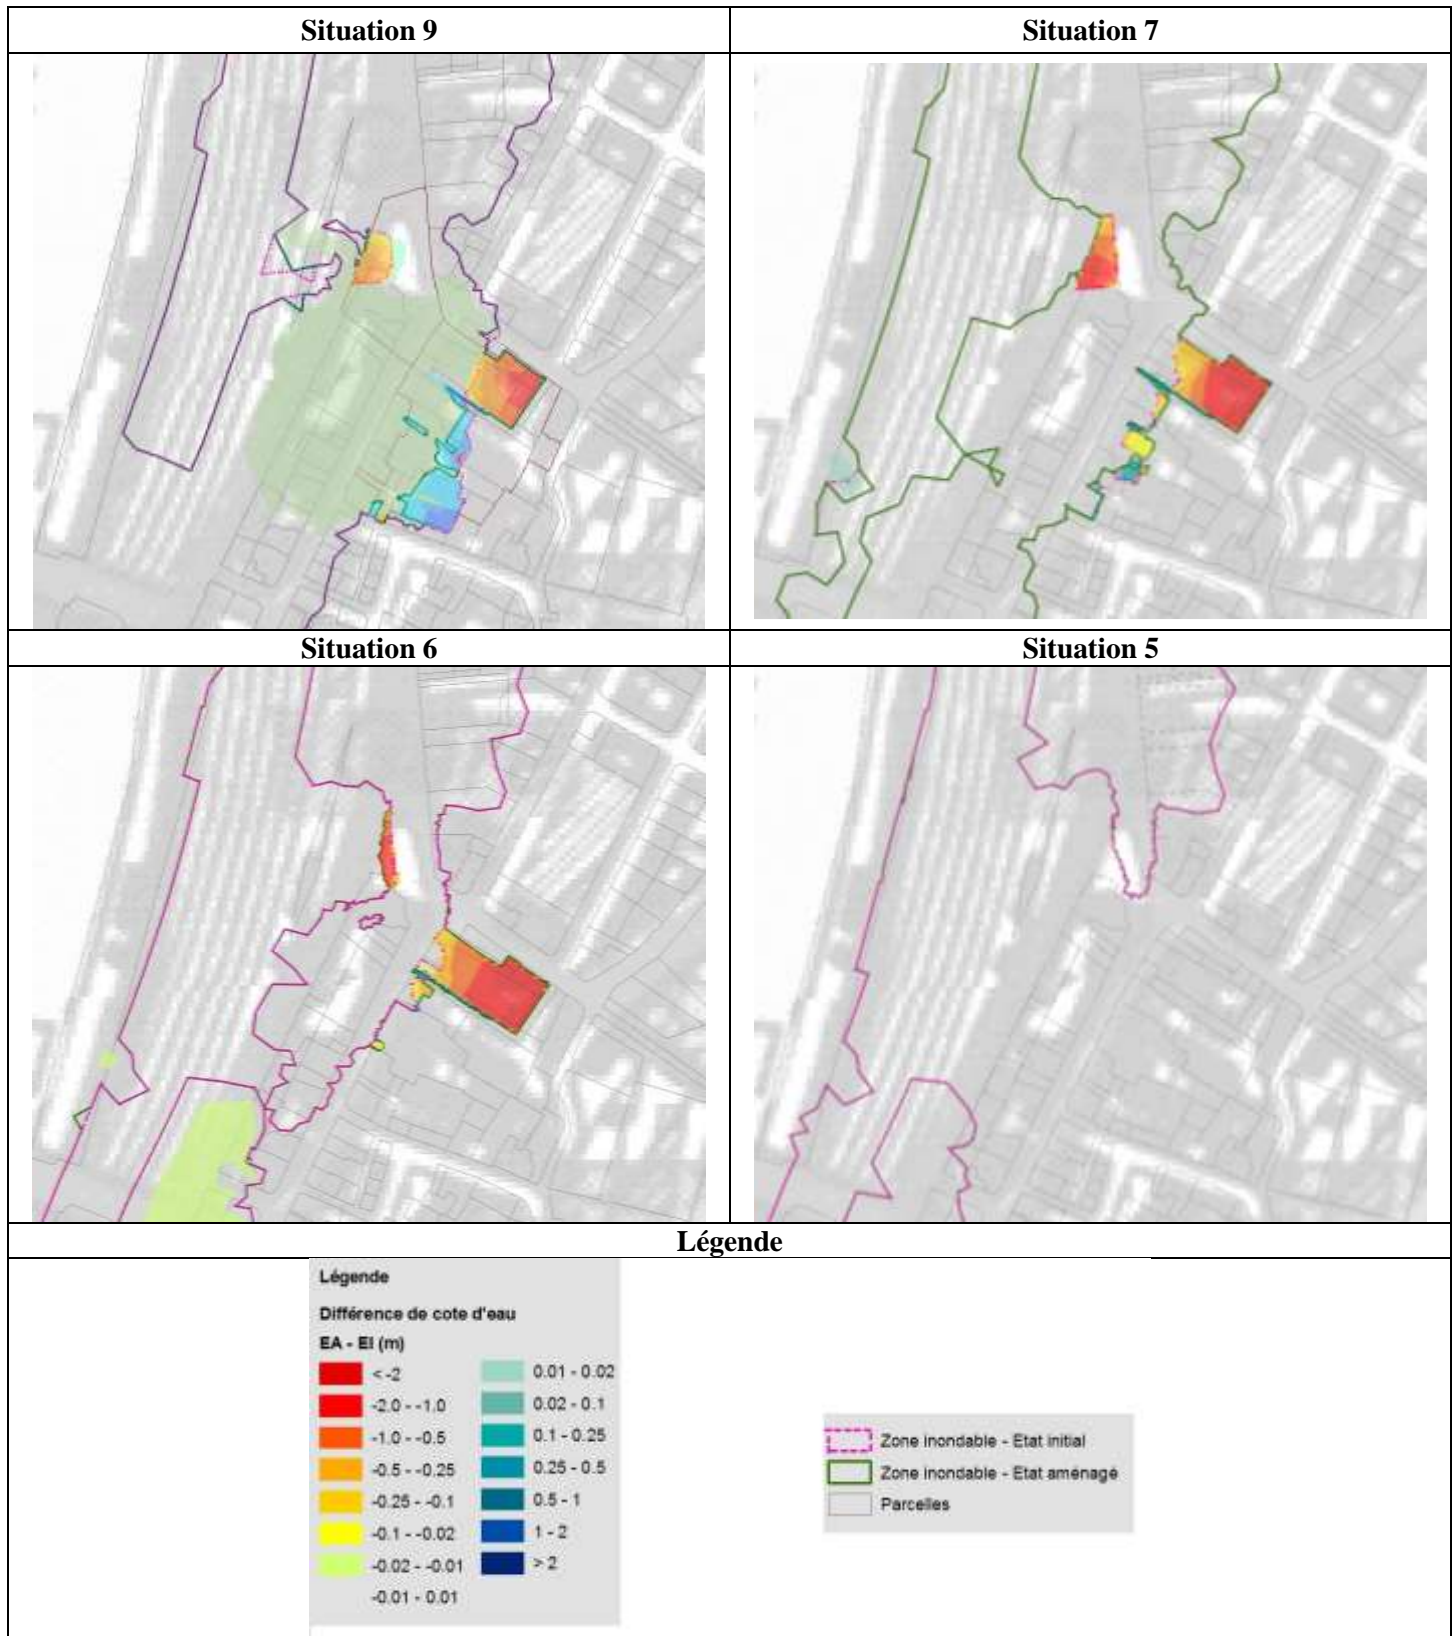 Situation 9
Situation 7
Situation 6
Situation 5
Légende
Légende
Différence de cote d'eau
EA - EI (m)
< -2
-2.0 - -1.0
-1.0 - -0.5
-0.5 - -0.25
-0.25 - -0.1
-0.1 - -0.02
-0.02 - -0.01
-0.01 - 0.01
0.01 - 0.02
0.02 - 0.1
0.1 - 0.25
0.25 - 0.5
0.5 - 1
1 - 2
> 2
Zone inondable - Etat initial
Zone inondable - Etat aménagé
Parcelles